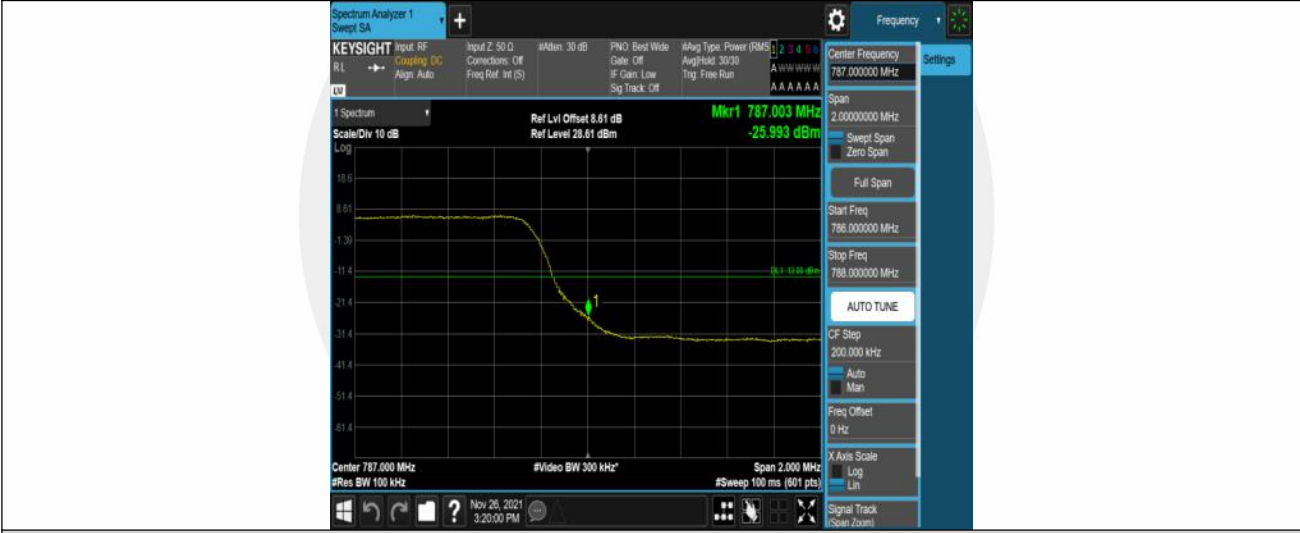 Spectrum Analyzer 1
Swept SA
+
Frequency
KEYSIGHT
RL
LV
Input: RF
Coupling: DC
Align: Auto
Input Z: 50 Ω
Corrections: Off
Freq Ref: Int (S)
#Atten: 30 dB
PNO: Best Wide
Gate: Off
IF Gain: Low
Sig Track: Off
#Avg Type: Power (RMS
Avg|Hold: 30/30
Trig: Free Run
1 2 3 4 5 6
A W W W W W
A A A A A A
Center Frequency
787.000000 MHz
Settings
Span
2.00000000 MHz
Swept Span
Zero Span
Full Span
Start Freq
786.000000 MHz
Stop Freq
788.000000 MHz
AUTO TUNE
CF Step
200.000 kHz
Auto
Man
Freq Offset
0 Hz
X Axis Scale
Log
Lin
Signal Track
(Span Zoom)
1 Spectrum
Scale/Div 10 dB
Log
Ref Lvl Offset 8.61 dB
Ref Level 28.61 dBm
Mkr1 787.003 MHz
-25.993 dBm
18.6
8.61
-1.39
-11.4
DL1 -13.00 dBm
-21.4
1
-31.4
-41.4
-51.4
-61.4
Center 787.000 MHz
#Res BW 100 kHz
#Video BW 300 kHz*
Span 2.000 MHz
#Sweep 100 ms (601 pts)
?
Nov 26, 2021
3:20:00 PM